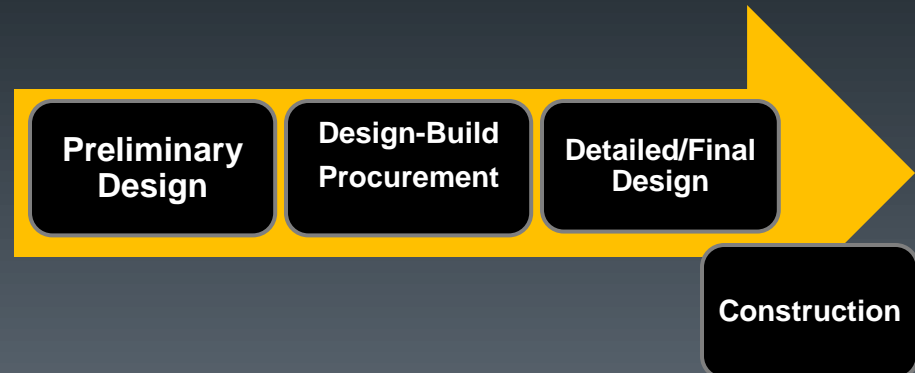 Preliminary
Design
Design-Build
Procurement
Detailed/Final
Design
Construction